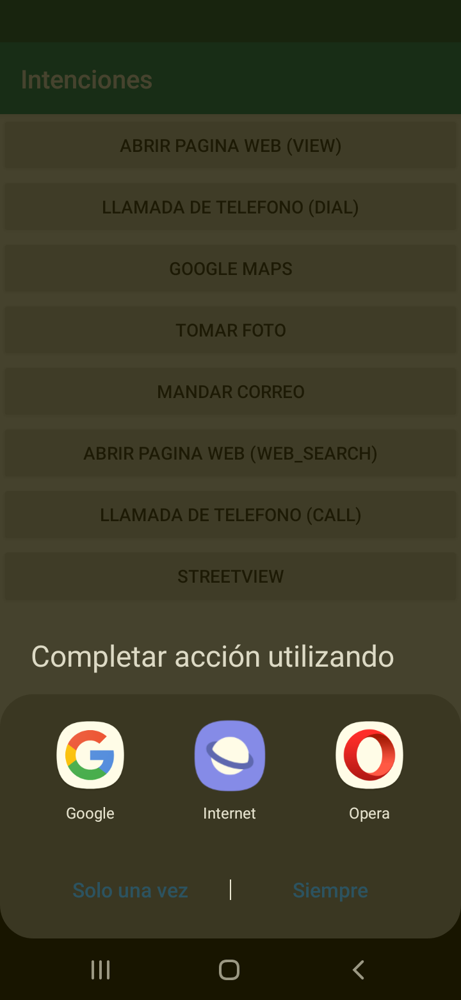 Intenciones
ABRIR PAGINA WEB (VIEW)
LLAMADA DE TELEFONO (DIAL)
GOOGLE MAPS
TOMAR FOTO
MANDAR CORREO
ABRIR PAGINA WEB (WEB_SEARCH)
LLAMADA DE TELEFONO (CALL)
STREETVIEW
Completar acción utilizando
Google Internet Opera
Solo una vez Siempre